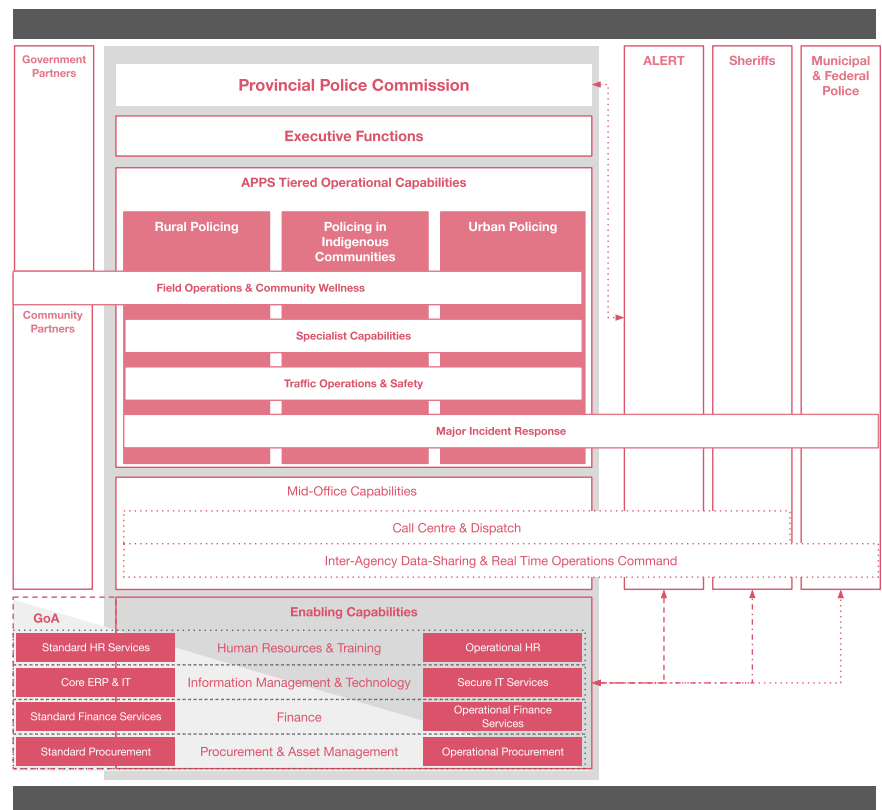 Government
Partners
ALERT
Sheriffs
Municipal
& Federal
Police
Provincial Police Commission
Executive Functions
APPS Tiered Operational Capabilities
Rural Policing
Policing in
Indigenous
Communities
Urban Policing
Field Operations & Community Wellness
Community
Partners
Specialist Capabilities
Traffic Operations & Safety
Major Incident Response
Mid-Office Capabilities
Call Centre & Dispatch
Inter-Agency Data-Sharing & Real Time Operations Command
GoA
Enabling Capabilities
Standard HR Services
Human Resources & Training
Operational HR
Core ERP & IT
Information Management & Technology
Secure IT Services
Standard Finance Services
Finance
Operational Finance
Services
Standard Procurement
Procurement & Asset Management
Operational Procurement